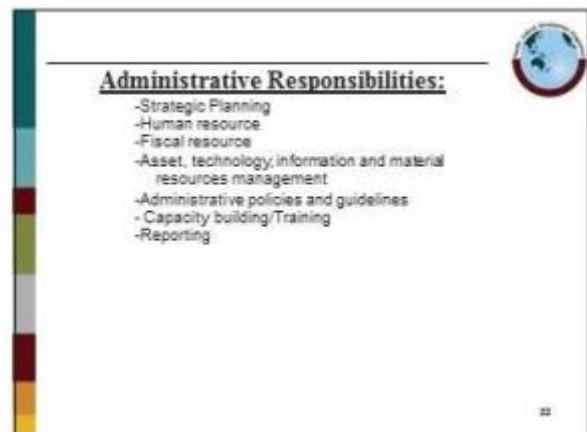 Administrative Responsibilities:
-Strategic Planning
-Human resource
-Fiscal resource
-Asset, technology,information and material
resources management
-Administrative policies and guidelines
- Capacity building/Training
-Reporting